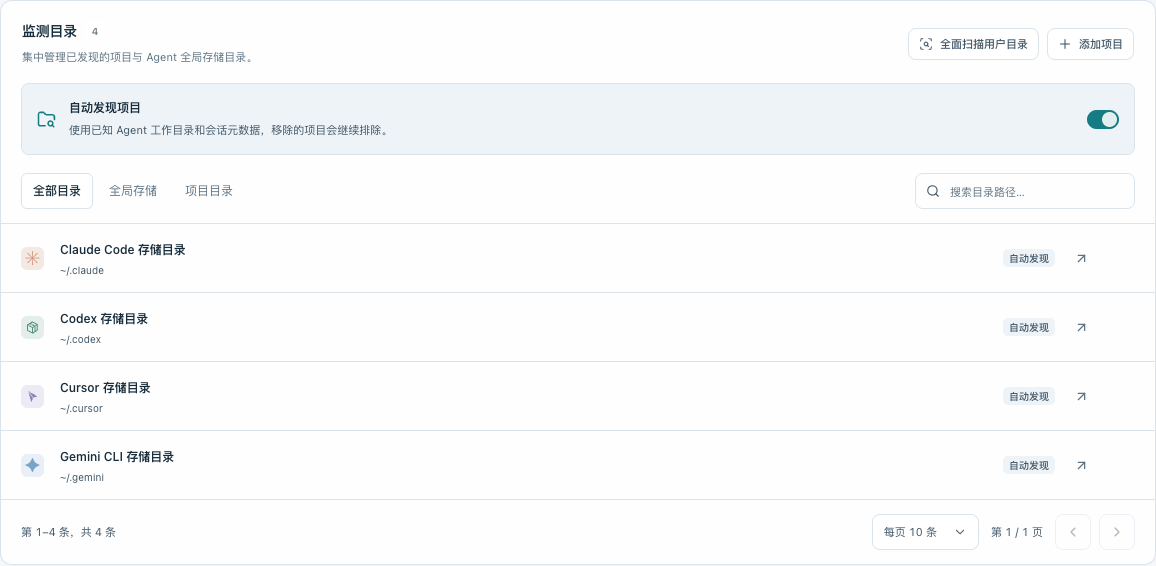 监测目录 4
集中管理已发现的项目与 Agent 全局存储目录。
全面扫描用户目录
添加项目
自动发现项目
使用已知 Agent 工作目录和会话元数据，移除的项目会继续排除。
全部目录 全局存储 项目目录
搜索目录路径...
Claude Code 存储目录
~/.claude
自动发现
Codex 存储目录
~/.codex
自动发现
Cursor 存储目录
~/.cursor
自动发现
Gemini CLI 存储目录
~/.gemini
自动发现
第 1–4 条，共 4 条
每页 10 条
第 1 / 1 页